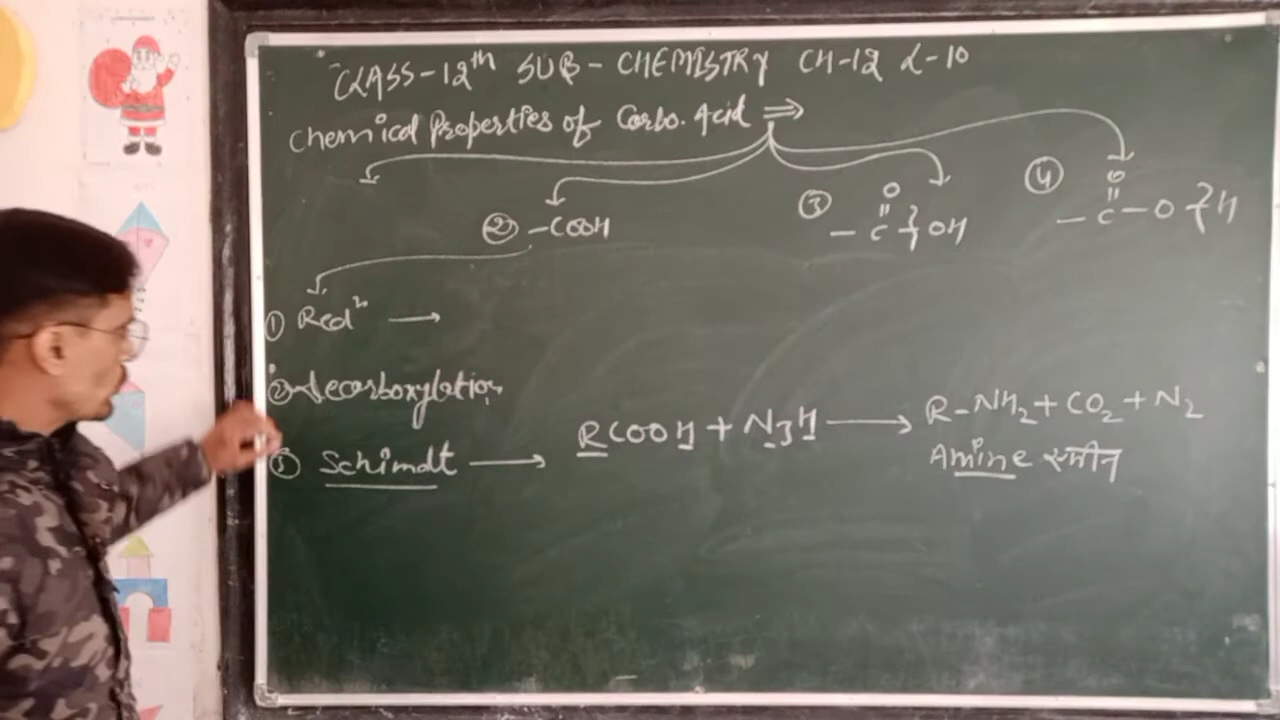 CLASS-12th SUB-CHEMISTRY CH-12 L-10
Chemical Properties of Carbo. Acid ⇒
② -COOH
③ O
‖
- C } OH
④ O
‖
- C - O } H
① Redⁿ →
② decarboxylation
③ Schimdt → RCOOH + N3H → R-NH2 + CO2 + N2
Amine एमीन